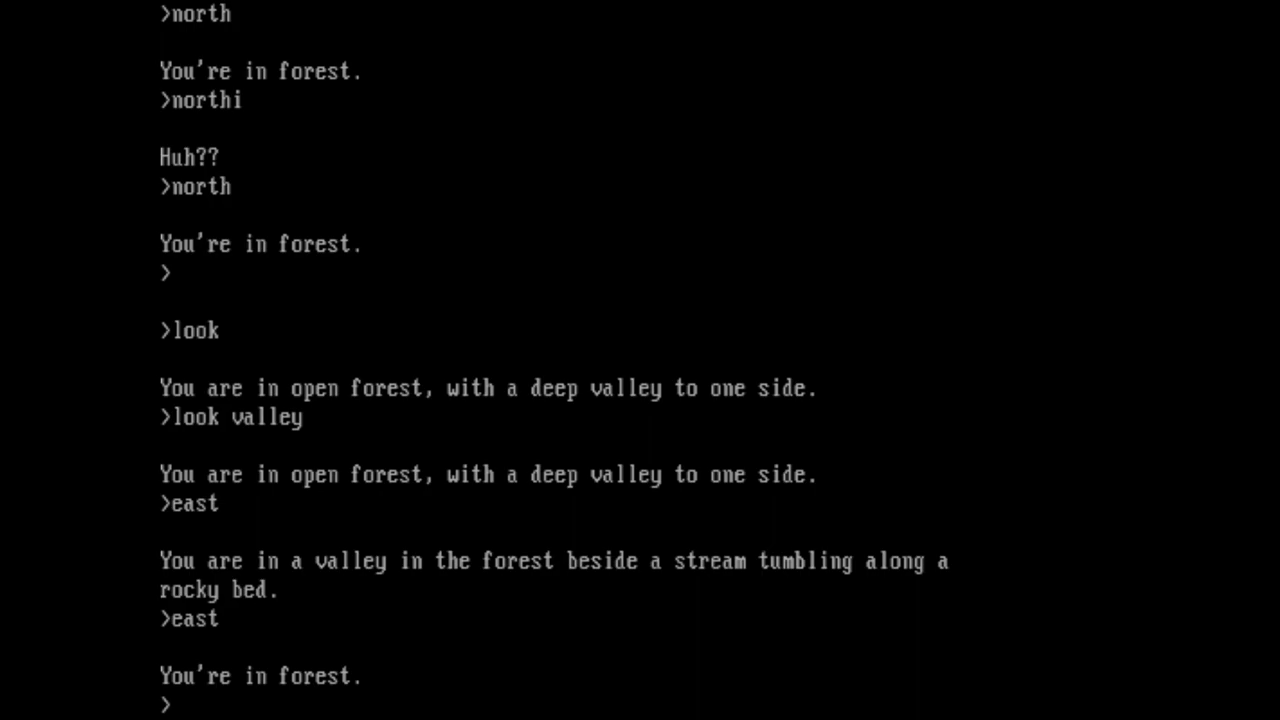 >north
You're in forest.
>northi
Huh??
>north
You're in forest.
>
>look
You are in open forest, with a deep valley to one side.
>look valley
You are in open forest, with a deep valley to one side.
>east
You are in a valley in the forest beside a stream tumbling along a
rocky bed.
>east
You're in forest.
>